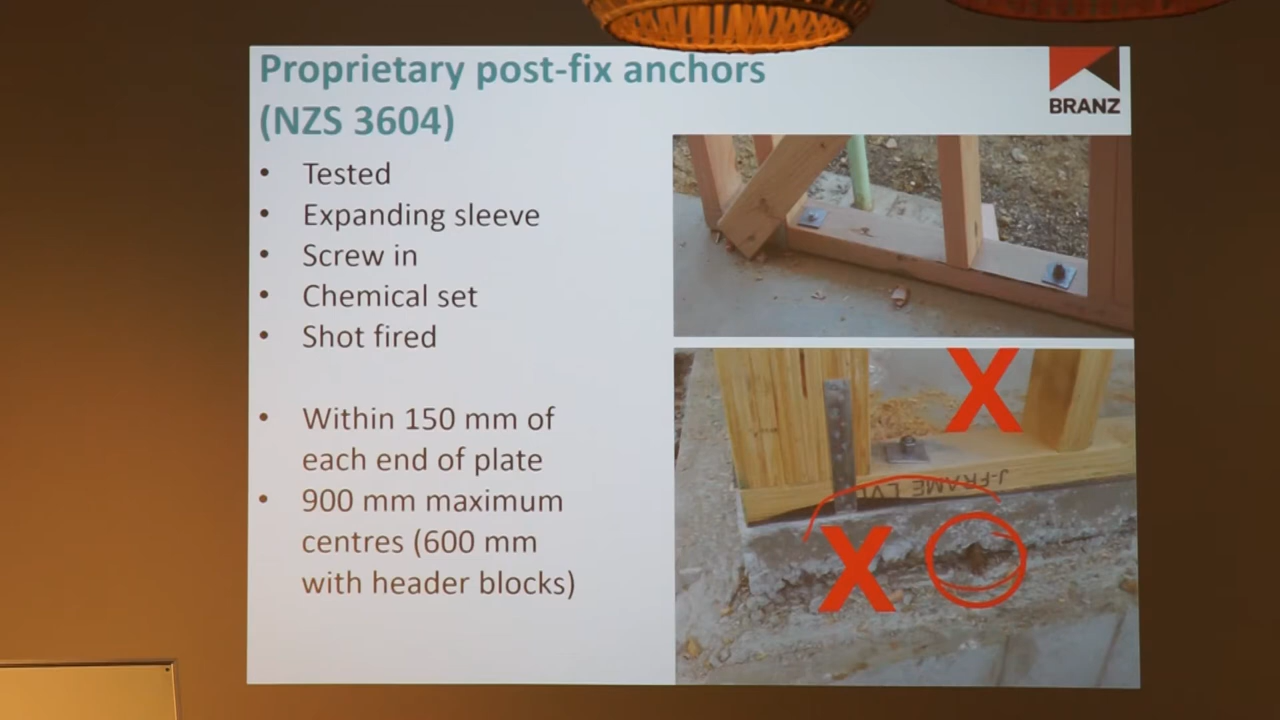 Proprietary post-fix anchors
(NZS 3604)
BRANZ
• Tested
• Expanding sleeve
• Screw in
• Chemical set
• Shot fired
• Within 150 mm of
each end of plate
• 900 mm maximum
centres (600 mm
with header blocks)
X
J-FRAME LVL
X